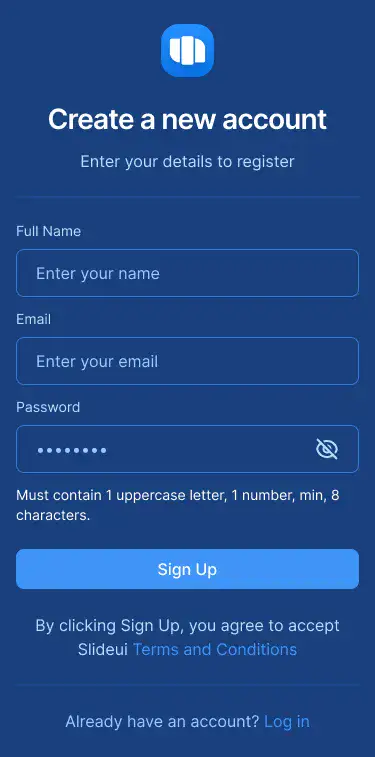 Create a new account
Enter your details to register
Full Name
Enter your name
Email
Enter your email
Password
••••••••
Must contain 1 uppercase letter, 1 number, min, 8
characters.
Sign Up
By clicking Sign Up, you agree to accept
Slideui Terms and Conditions
Already have an account? Log in